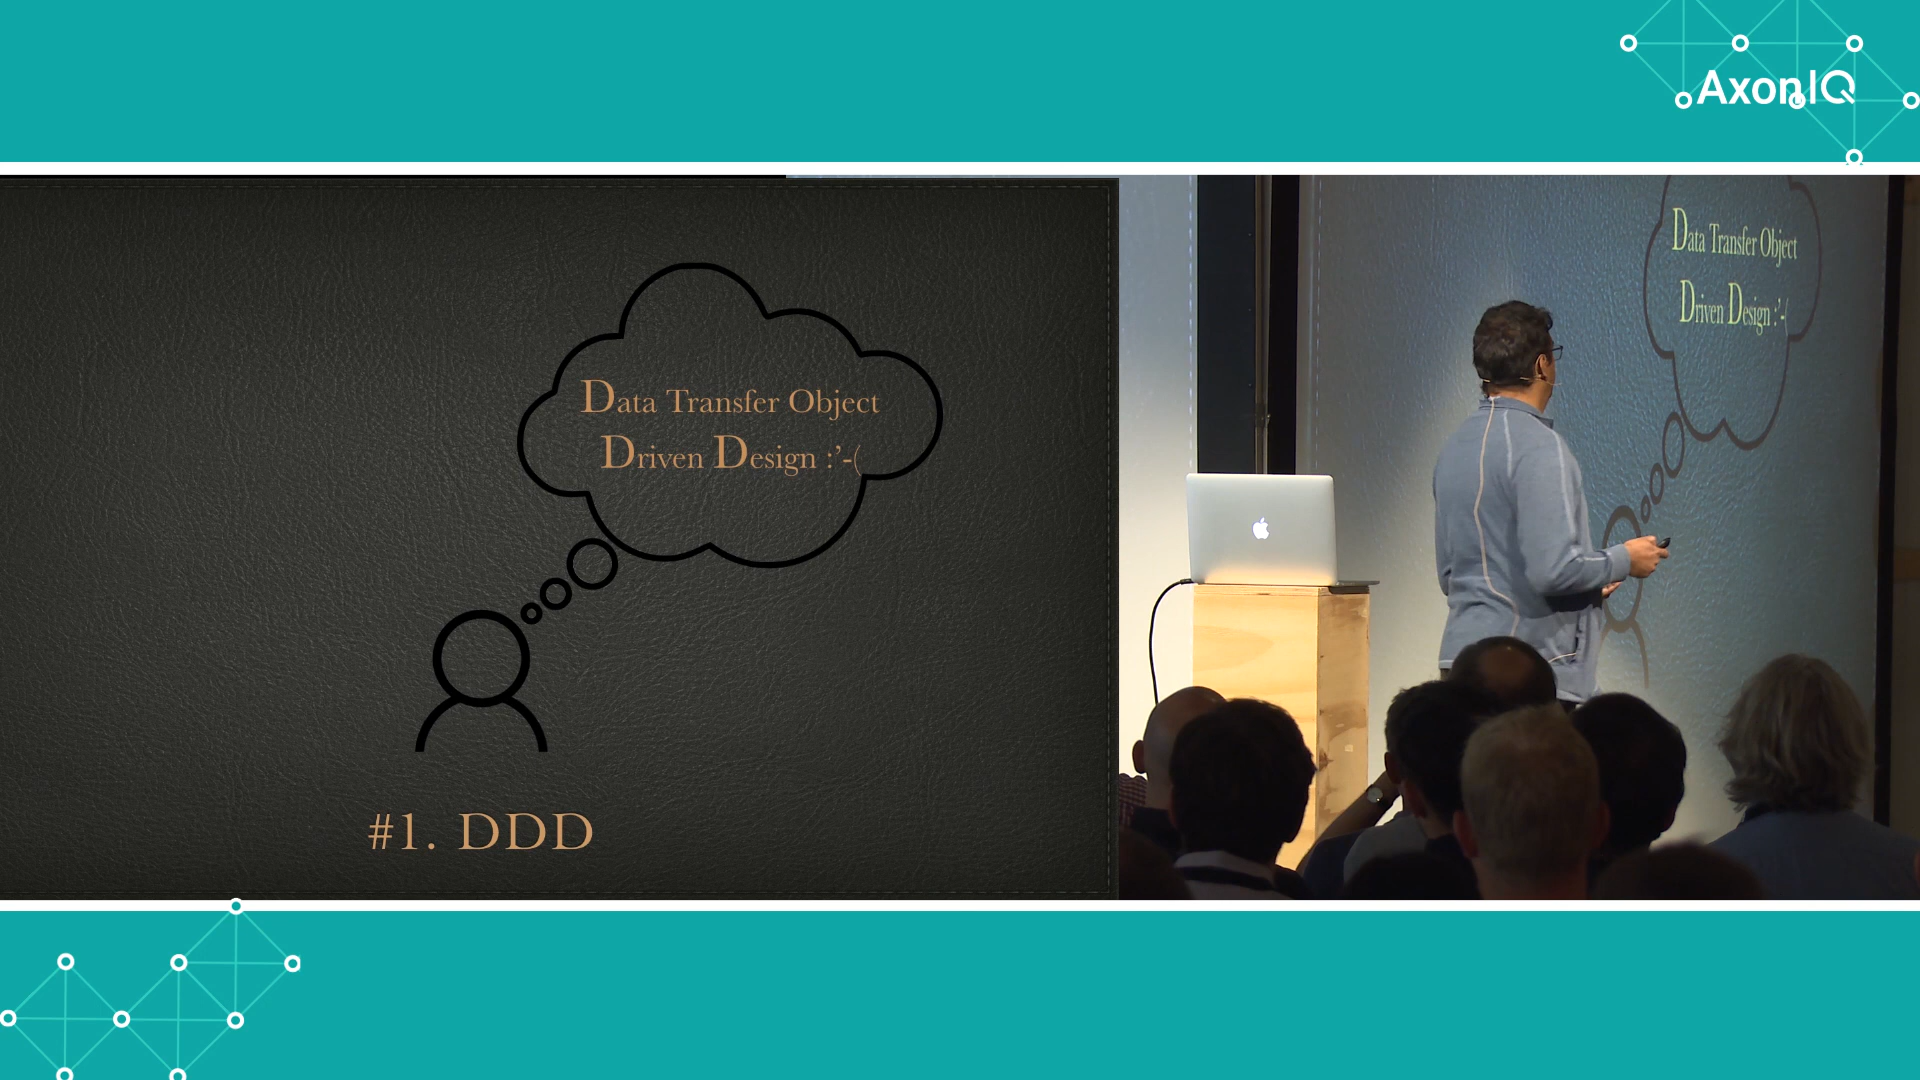 AxonIQ
Data Transfer Object
Driven Design :’-(
#1. DDD
Data Transfer Object
Driven Design :’-(